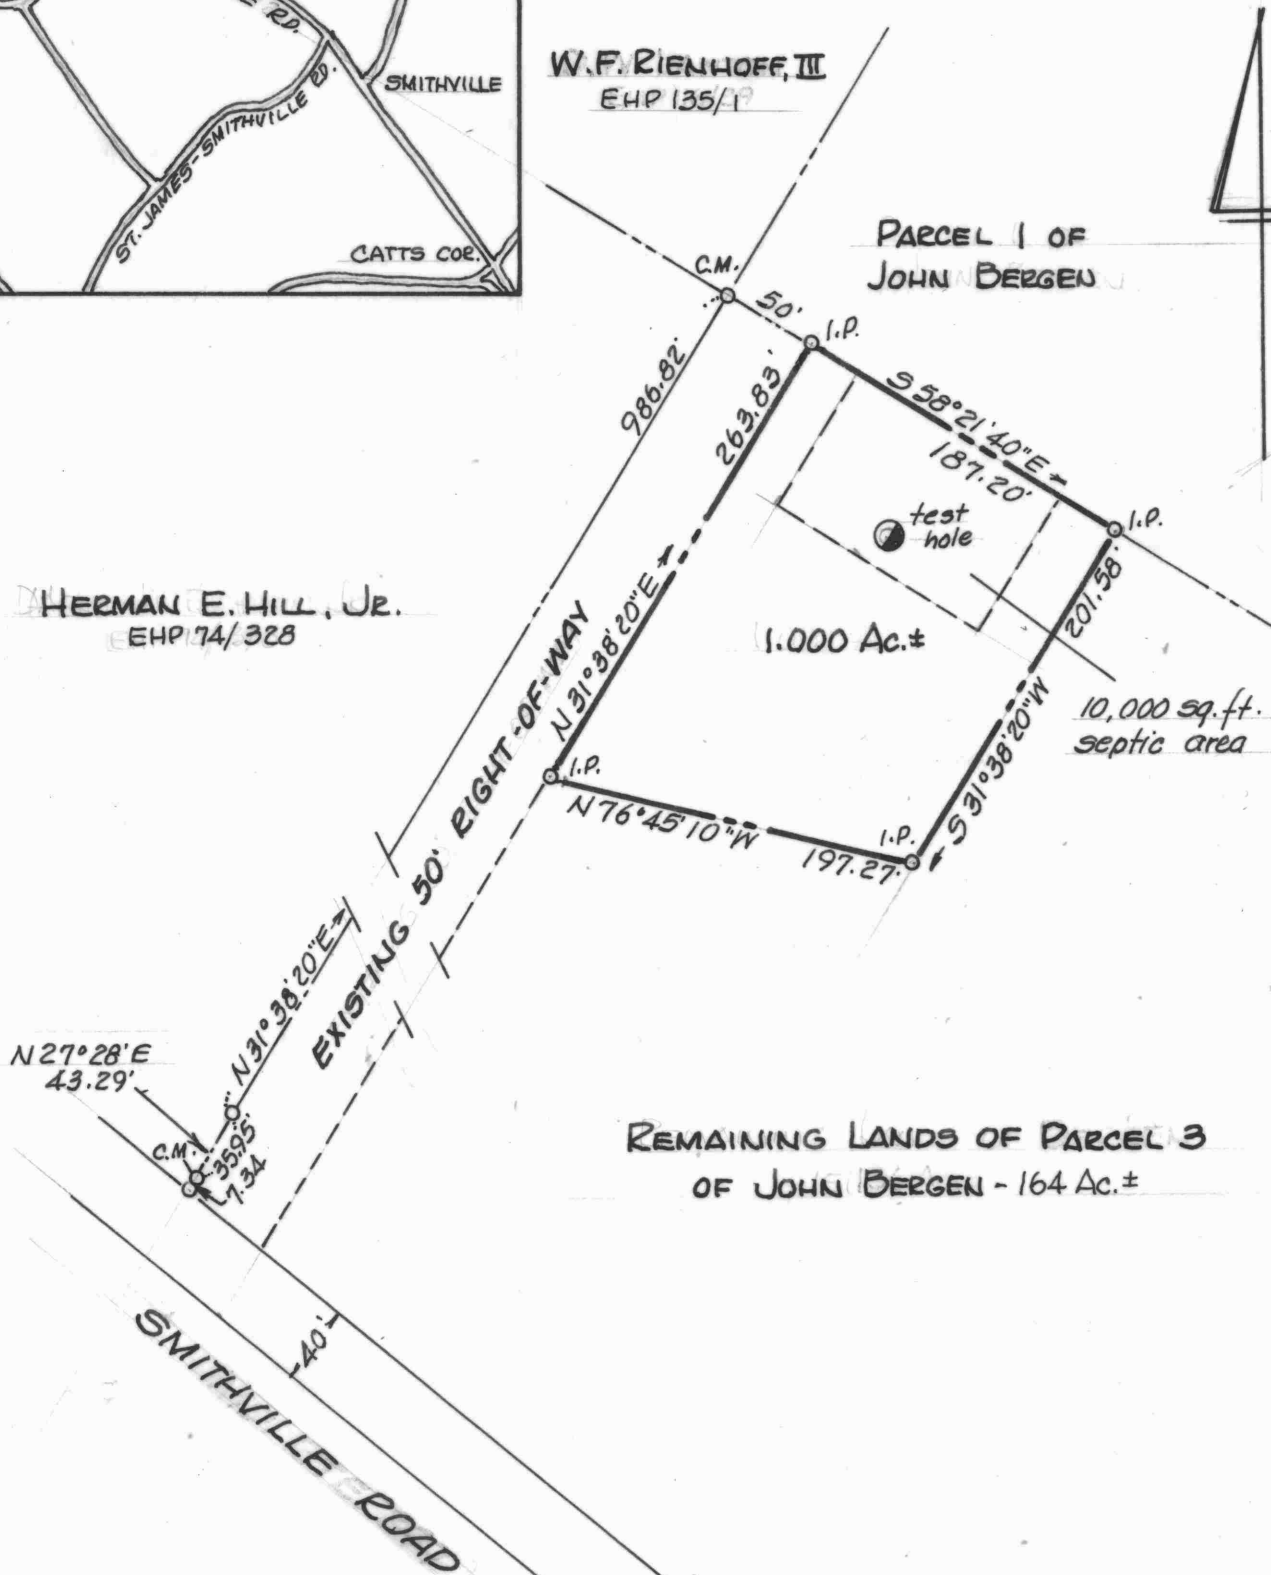 E RD.
SMITHVILLE
ST. JAMES-SMITHVILLE RD.
CATTS COR.
W.F. RIENHOFF, III
EHP 135/1
PARCEL 1 OF
JOHN BERGEN
C.M.
50'
I.P.
986.82'
263.83'
S 58°21'40"E
187.20'
test
hole
I.P.
201.58'
HERMAN E. HILL, JR.
EHP 74/328
1.000 Ac.±
N 31°38'20"E
10,000 sq.ft.
septic area
S 31°38'20"W
I.P.
N 76°45'10"W
197.27'
I.P.
EXISTING 50' RIGHT-OF-WAY
N 31°38'20"E
N 27°28'E
43.29'
C.M.
35.95'
7.34
REMAINING LANDS OF PARCEL 3
OF JOHN BERGEN - 164 Ac.±
40'
SMITHVILLE ROAD